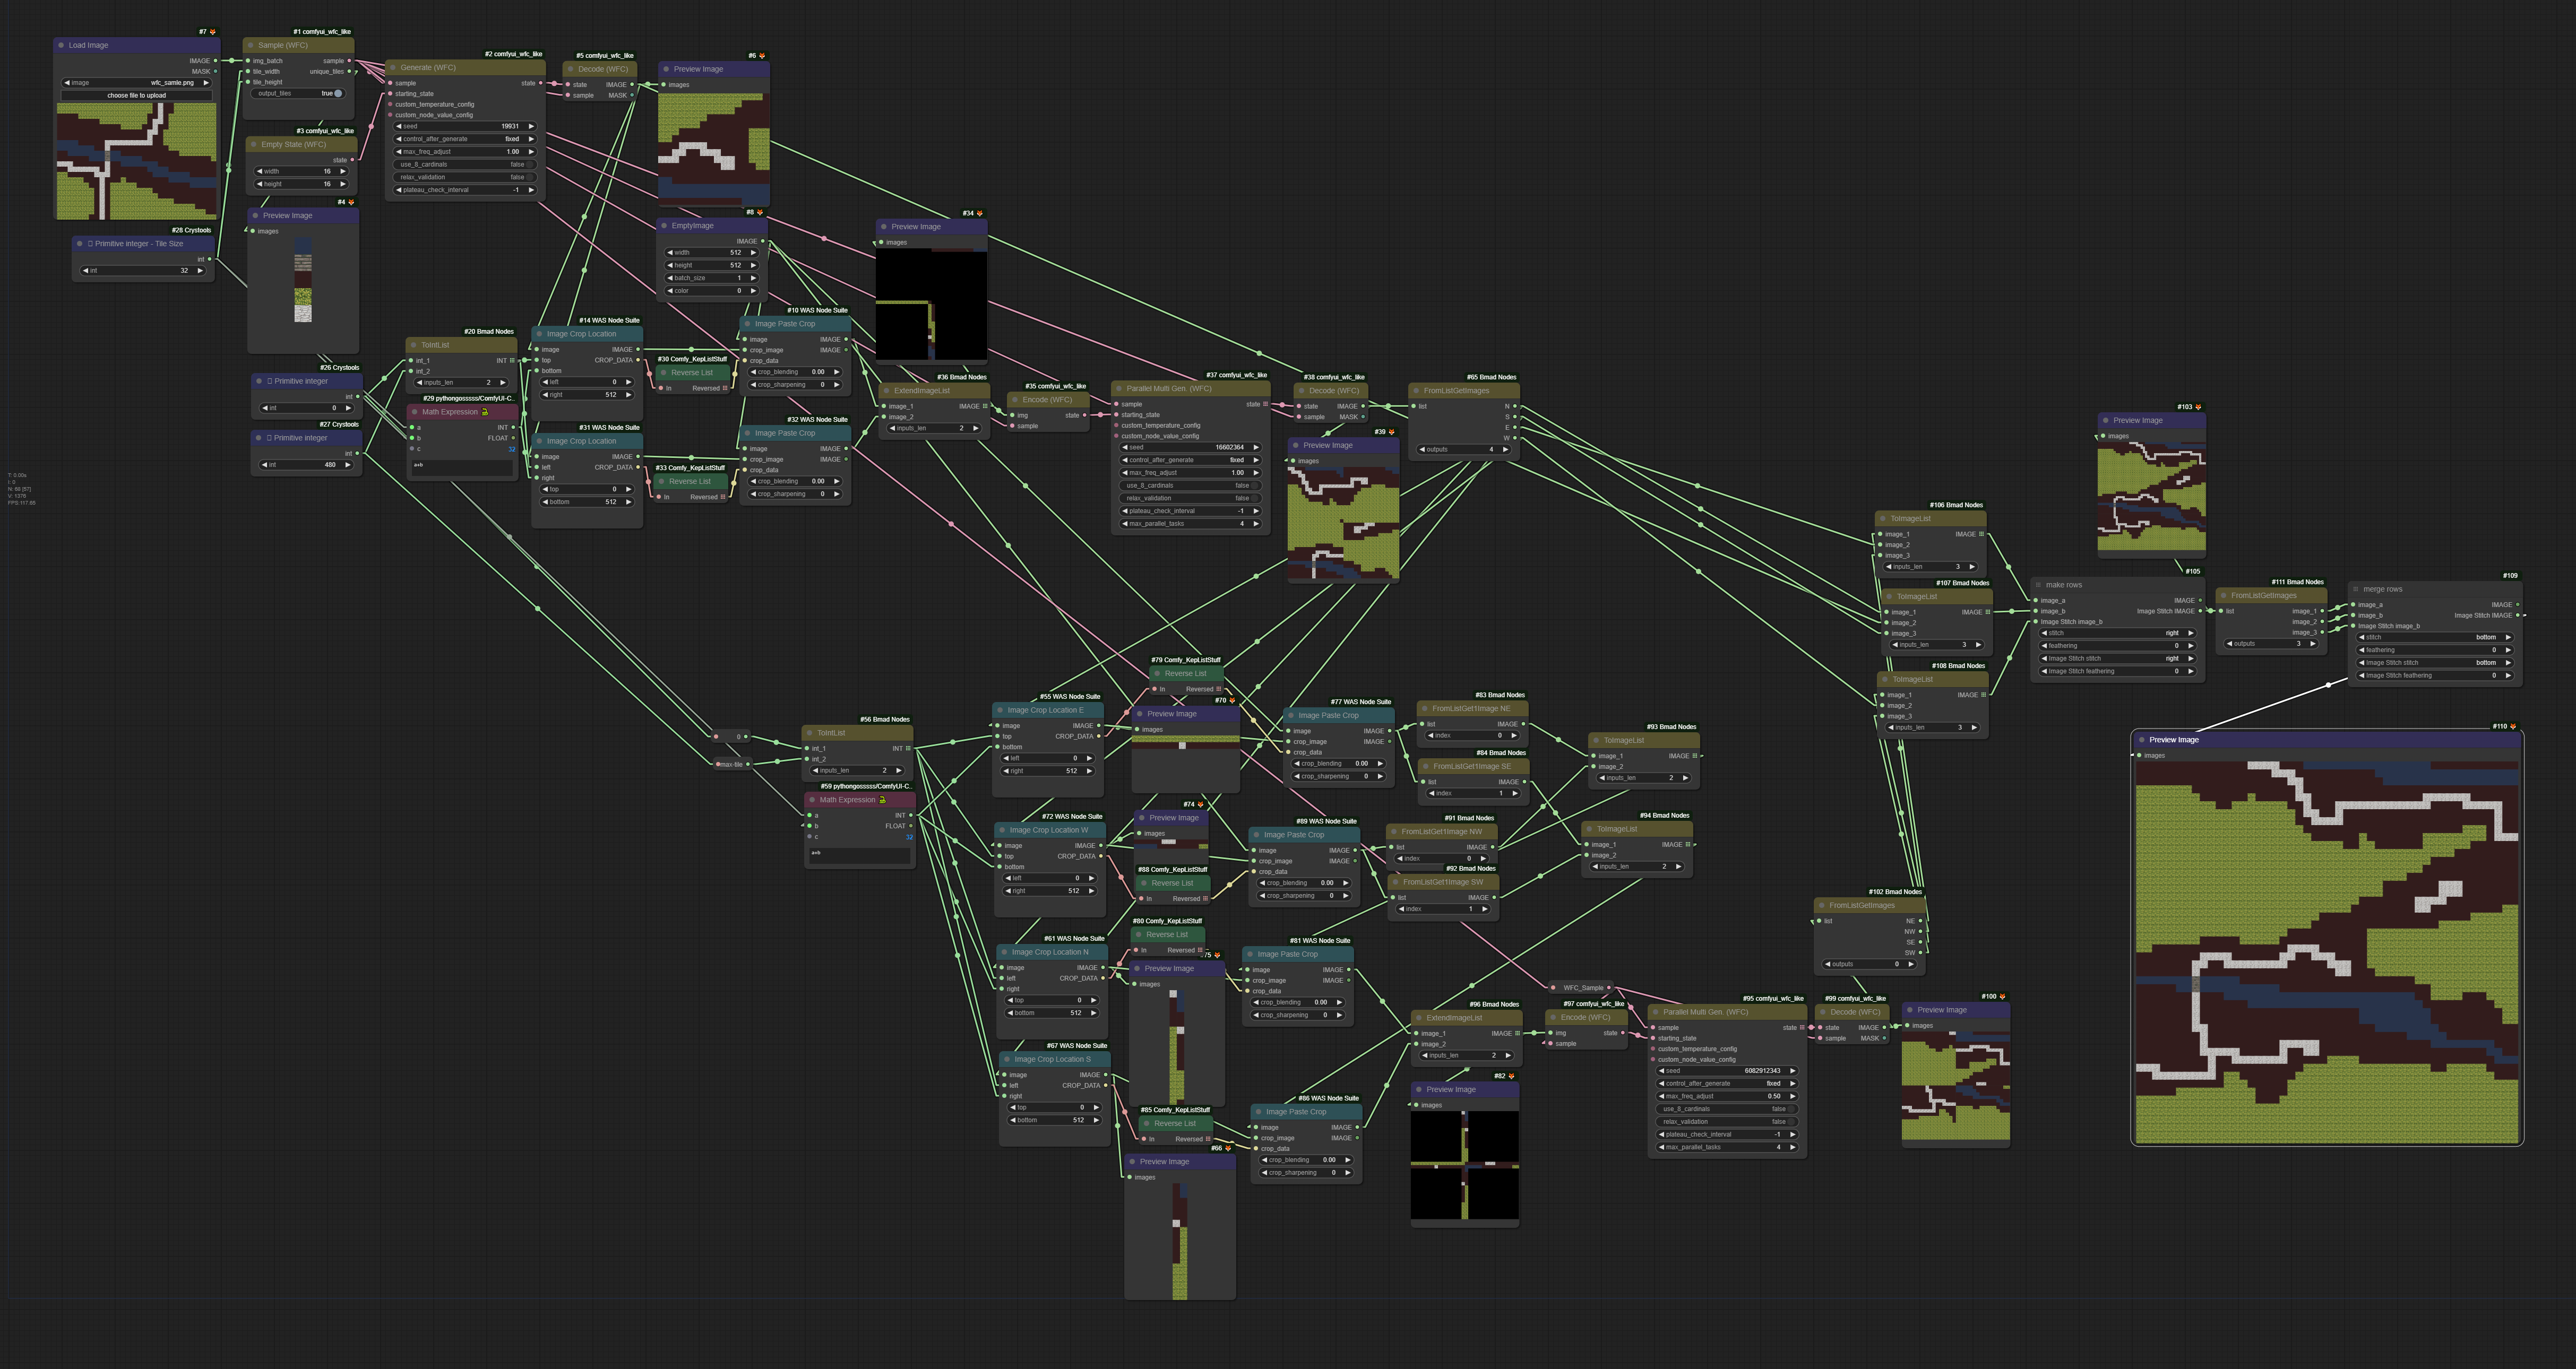 #7
Load Image
IMAGE
MASK
image wfc_samle.png
choose file to upload
#1 comfyui_wfc_like
Sample (WFC)
img_batch sample
tile_width unique_tiles
tile_height
output_tiles true
#3 comfyui_wfc_like
Empty State (WFC)
state
width 16
height 16
#4
Preview Image
images
#28 Crystools
Primitive integer - Tile Size
int
int 32
#2 comfyui_wfc_like
Generate (WFC)
sample state
starting_state
custom_temperature_config
custom_node_value_config
seed 19931
control_after_generate fixed
max_freq_adjust 1.00
use_8_cardinals false
relax_validation false
plateau_check_interval -1
#5 comfyui_wfc_like
Decode (WFC)
state IMAGE
sample MASK
#6
Preview Image
images
#8
EmptyImage
IMAGE
width 512
height 512
batch_size 1
color 0
#34
Preview Image
images
#26 Crystools
Primitive integer
int
int 0
#27 Crystools
Primitive integer
int
int 480
#20 Bmad Nodes
ToIntList
int_1 INT
int_2
inputs_len 2
#29 pythongosssss/ComfyUI-C..
Math Expression
a INT
b FLOAT
c 32
a+b
#14 WAS Node Suite
Image Crop Location
image IMAGE
top CROP_DATA
bottom
left 0
right 512
#31 WAS Node Suite
Image Crop Location
image IMAGE
left CROP_DATA
right
top 0
bottom 512
#30 Comfy_KepListStuff
Reverse List
In Reversed
#33 Comfy_KepListStuff
Reverse List
In Reversed
#10 WAS Node Suite
Image Paste Crop
image IMAGE
crop_image IMAGE
crop_data
crop_blending 0.00
crop_sharpening 0
#32 WAS Node Suite
Image Paste Crop
image IMAGE
crop_image IMAGE
crop_data
crop_blending 0.00
crop_sharpening 0
#36 Bmad Nodes
ExtendImageList
image_1 IMAGE
image_2
inputs_len 2
#35 comfyui_wfc_like
Encode (WFC)
img state
sample
#37 comfyui_wfc_like
Parallel Multi Gen. (WFC)
sample state
starting_state
custom_temperature_config
custom_node_value_config
seed 16602364
control_after_generate fixed
max_freq_adjust 1.00
use_8_cardinals false
relax_validation false
plateau_check_interval -1
max_parallel_tasks 4
#38 comfyui_wfc_like
Decode (WFC)
state IMAGE
sample MASK
#39
Preview Image
images
#65 Bmad Nodes
FromListGetImages
list N
S
E
W
outputs 4
T: 0.00s
I: 0
N: 68 [57]
V: 1376
FPS:117.65
0
max-tile
#56 Bmad Nodes
ToIntList
int_1 INT
int_2
inputs_len 2
#59 pythongosssss/ComfyUI-C..
Math Expression
a INT
b FLOAT
c 32
a+b
#55 WAS Node Suite
Image Crop Location E
image IMAGE
top CROP_DATA
bottom
left 0
right 512
#72 WAS Node Suite
Image Crop Location W
image IMAGE
top CROP_DATA
bottom
left 0
right 512
#61 WAS Node Suite
Image Crop Location N
image IMAGE
left CROP_DATA
right
top 0
bottom 512
#67 WAS Node Suite
Image Crop Location S
image IMAGE
left CROP_DATA
right
top 0
bottom 512
#79 Comfy_KepListStuff
Reverse List
In Reversed
#70
Preview Image
images
#74
Preview Image
images
#88 Comfy_KepListStuff
Reverse List
In Reversed
#80 Comfy_KepListStuff
Reverse List
In Reversed
#75
Preview Image
images
#85 Comfy_KepListStuff
Reverse List
In Reversed
#66
Preview Image
images
#77 WAS Node Suite
Image Paste Crop
image IMAGE
crop_image IMAGE
crop_data
crop_blending 0.00
crop_sharpening 0
#89 WAS Node Suite
Image Paste Crop
image IMAGE
crop_image IMAGE
crop_data
crop_blending 0.00
crop_sharpening 0
#81 WAS Node Suite
Image Paste Crop
image IMAGE
crop_image IMAGE
crop_data
crop_blending 0.00
crop_sharpening 0
#86 WAS Node Suite
Image Paste Crop
image IMAGE
crop_image IMAGE
crop_data
crop_blending 0.00
crop_sharpening 0
#83 Bmad Nodes
FromListGet1Image NE
list IMAGE
index 0
#84 Bmad Nodes
FromListGet1Image SE
list IMAGE
index 1
#91 Bmad Nodes
FromListGet1Image NW
list IMAGE
index 0
#92 Bmad Nodes
FromListGet1Image SW
list IMAGE
index 1
#93 Bmad Nodes
ToImageList
image_1 IMAGE
image_2
inputs_len 2
#94 Bmad Nodes
ToImageList
image_1 IMAGE
image_2
inputs_len 2
WFC_Sample
#96 Bmad Nodes
ExtendImageList
image_1 IMAGE
image_2
inputs_len 2
#97 comfyui_wfc_like
Encode (WFC)
img state
sample
#82
Preview Image
images
#95 comfyui_wfc_like
Parallel Multi Gen. (WFC)
sample state
starting_state
custom_temperature_config
custom_node_value_config
seed 6082912343
control_after_generate fixed
max_freq_adjust 0.50
use_8_cardinals false
relax_validation false
plateau_check_interval -1
max_parallel_tasks 4
#99 comfyui_wfc_like
Decode (WFC)
state IMAGE
sample MASK
#100
Preview Image
images
#102 Bmad Nodes
FromListGetImages
list NE
NW
SE
SW
outputs 0
#106 Bmad Nodes
ToImageList
image_1 IMAGE
image_2
image_3
inputs_len 3
#107 Bmad Nodes
ToImageList
image_1 IMAGE
image_2
image_3
inputs_len 3
#108 Bmad Nodes
ToImageList
image_1 IMAGE
image_2
image_3
inputs_len 3
#103
Preview Image
images
#105
make rows
image_a IMAGE
image_b Image Stitch IMAGE
Image Stitch image_b
stitch right
feathering 0
Image Stitch stitch right
Image Stitch feathering 0
#111 Bmad Nodes
FromListGetImages
list image_1
image_2
image_3
outputs 3
#109
merge rows
image_a IMAGE
image_b Image Stitch IMAGE
Image Stitch image_b
stitch bottom
feathering 0
Image Stitch stitch bottom
Image Stitch feathering 0
#110
Preview Image
images